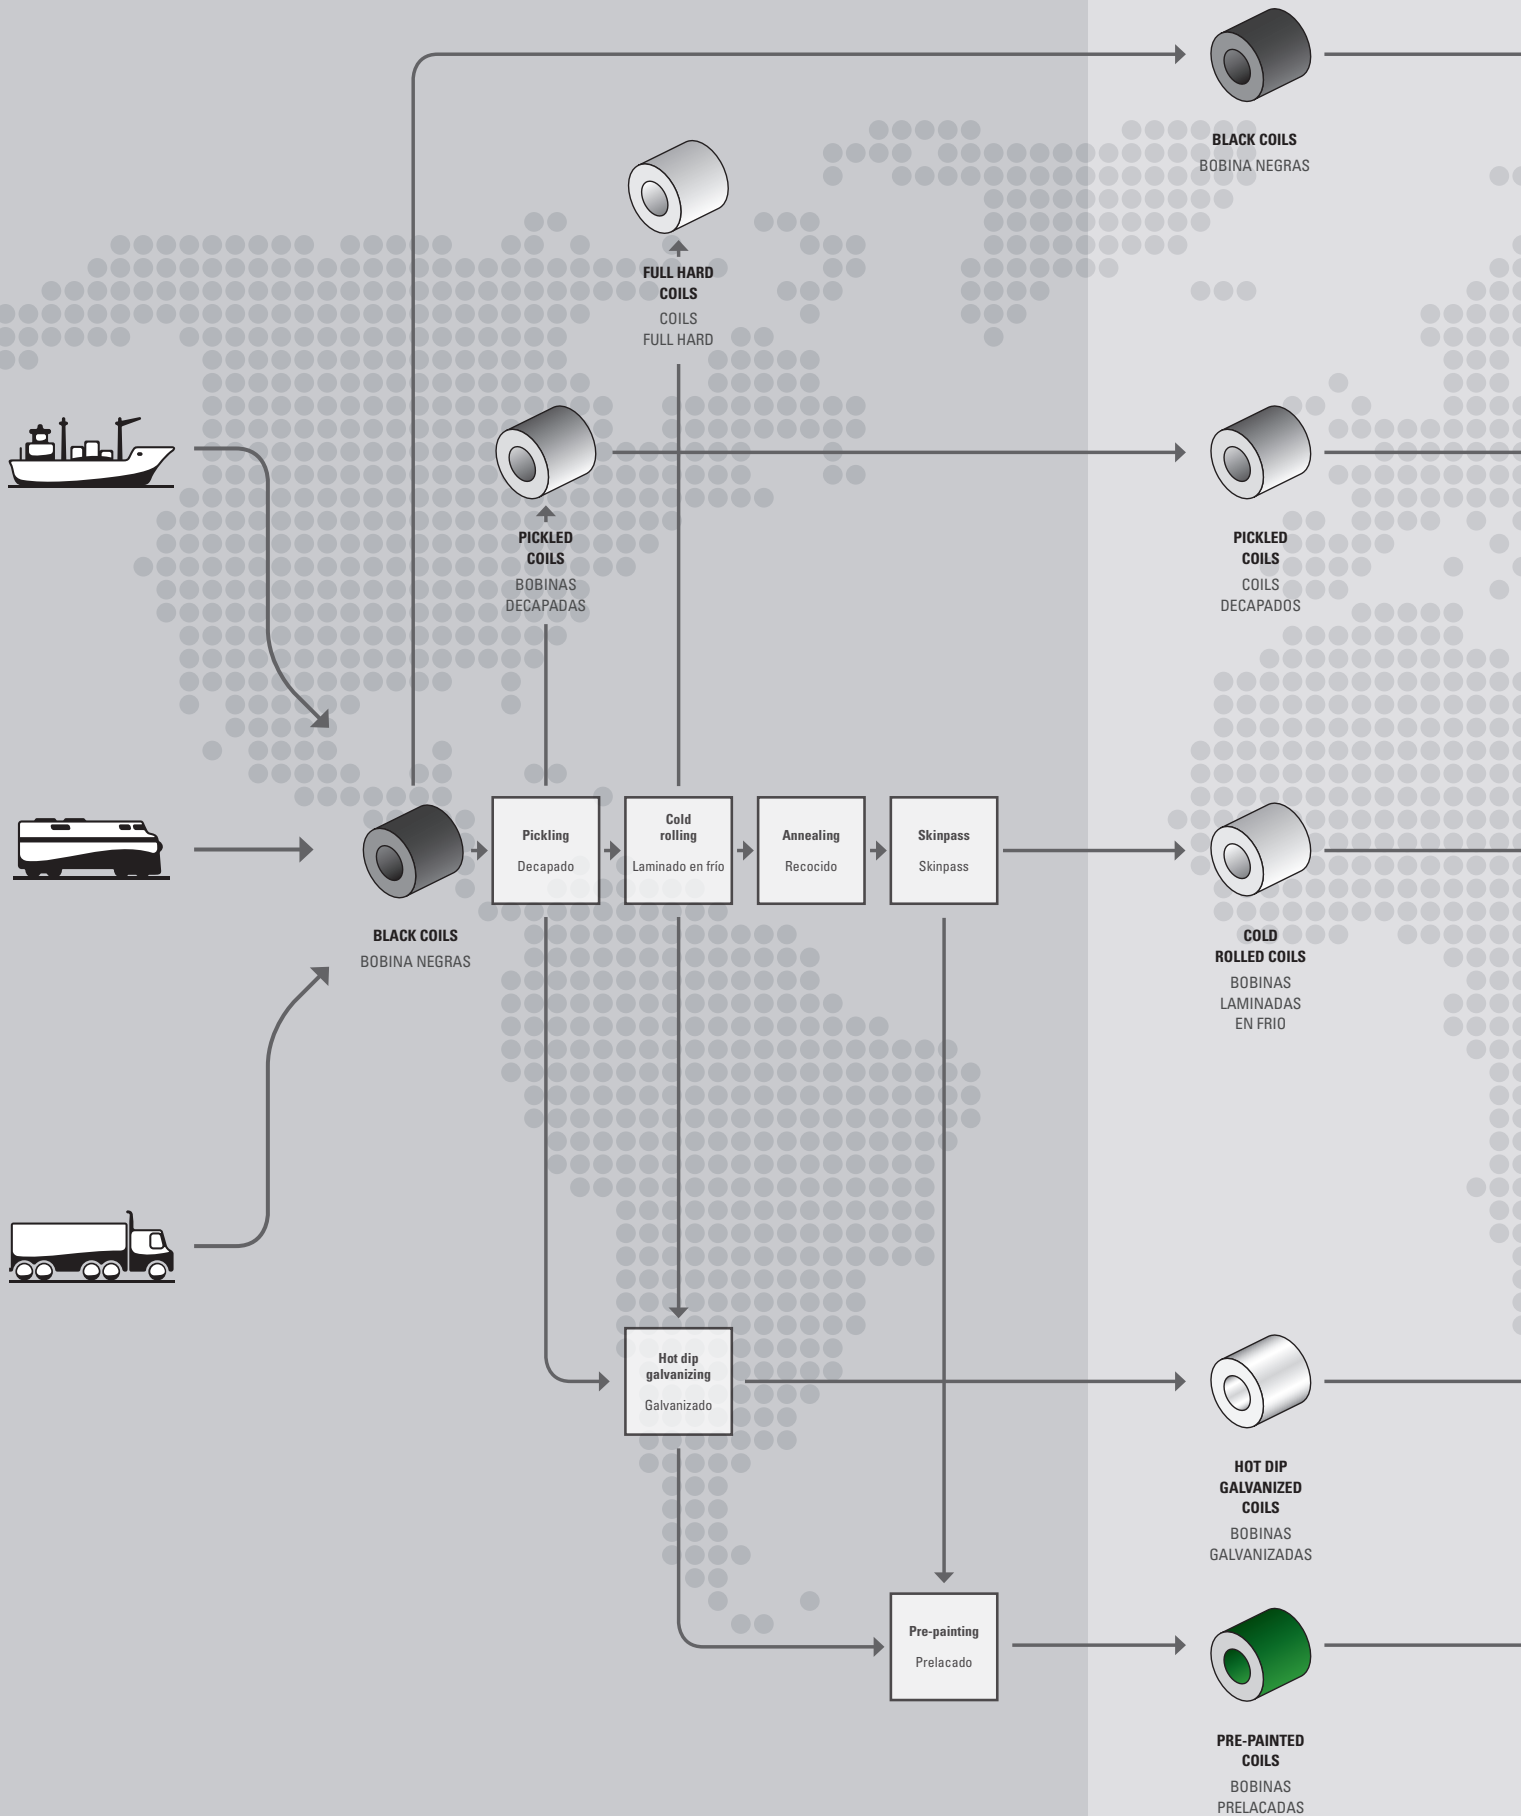 BLACK COILS
BOBINA NEGRAS
FULL HARD
COILS
COILS
FULL HARD
PICKLED
COILS
BOBINAS
DECAPADAS
PICKLED
COILS
COILS
DECAPADOS
Pickling
Decapado
Cold
rolling
Laminado en frío
Annealing
Recocido
Skinpass
Skinpass
BLACK COILS
BOBINA NEGRAS
COLD
ROLLED COILS
BOBINAS
LAMINADAS
EN FRIO
Hot dip
galvanizing
Galvanizado
HOT DIP
GALVANIZED
COILS
BOBINAS
GALVANIZADAS
Pre-painting
Prelacado
PRE-PAINTED
COILS
BOBINAS
PRELACADAS